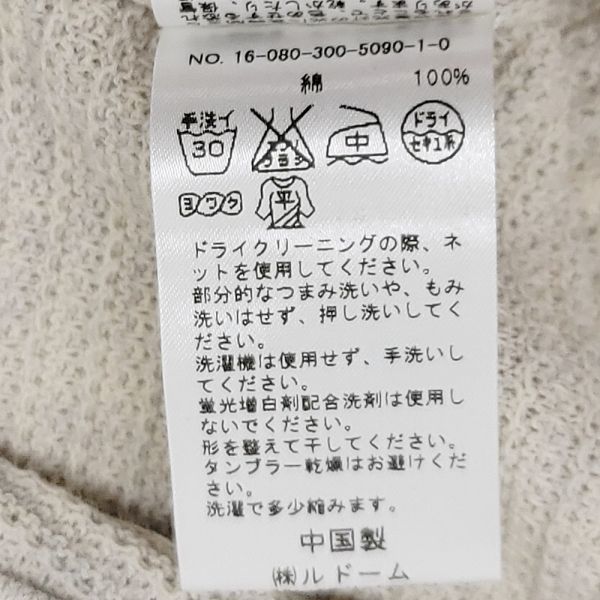 NO. 16-080-300-5090-1-0
綿 100%
手洗イ
30
エンソ
サラシ
中
ドライ
セキユ系
ヨワク
平
ドライクリーニングの際、ネ
ットを使用してください。
部分的なつまみ洗いや、もみ
洗いはせず、押し洗いしてく
ださい。
洗濯機は使用せず、手洗いし
てください。
蛍光増白剤配合洗剤は使用し
ないでください。
形を整えて干してください。
タンブラー乾燥はお避けくだ
さい。
洗濯で多少縮みます。
中国製
㈱ルドーム